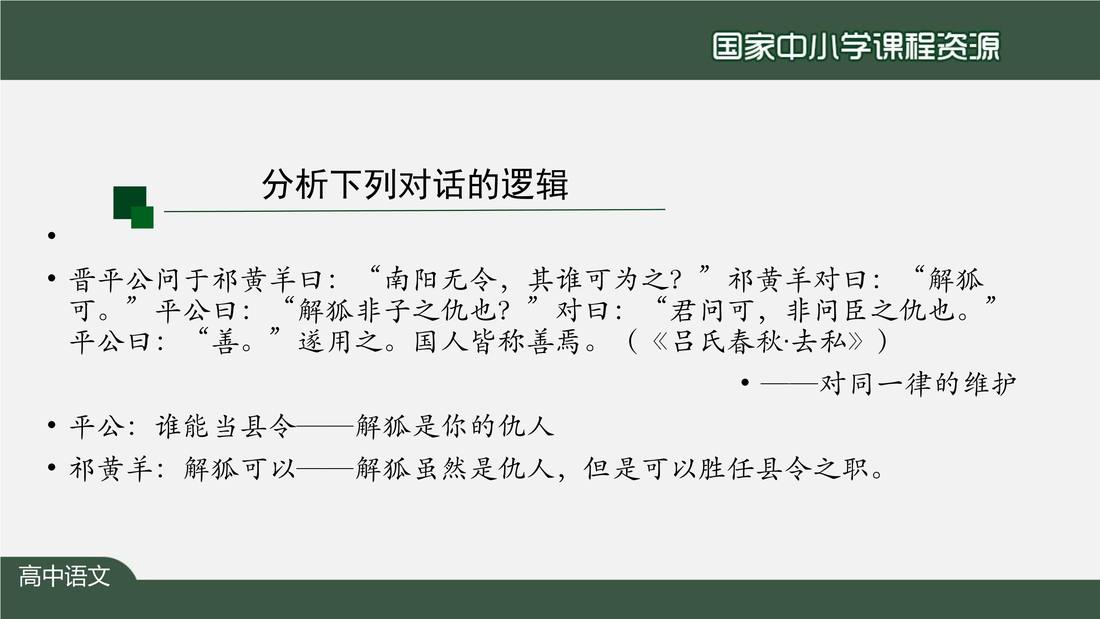 国家中小学课程资源
分析下列对话的逻辑
•
• 晋平公问于祁黄羊曰：“南阳无令，其谁可为之？”祁黄羊对曰：“解狐
可。”平公曰：“解狐非子之仇也？”对曰：“君问可，非问臣之仇也。”
平公曰：“善。”遂用之。国人皆称善焉。（《吕氏春秋·去私》）
• ——对同一律的维护
• 平公：谁能当县令——解狐是你的仇人
• 祁黄羊：解狐可以——解狐虽然是仇人，但是可以胜任县令之职。
高中语文